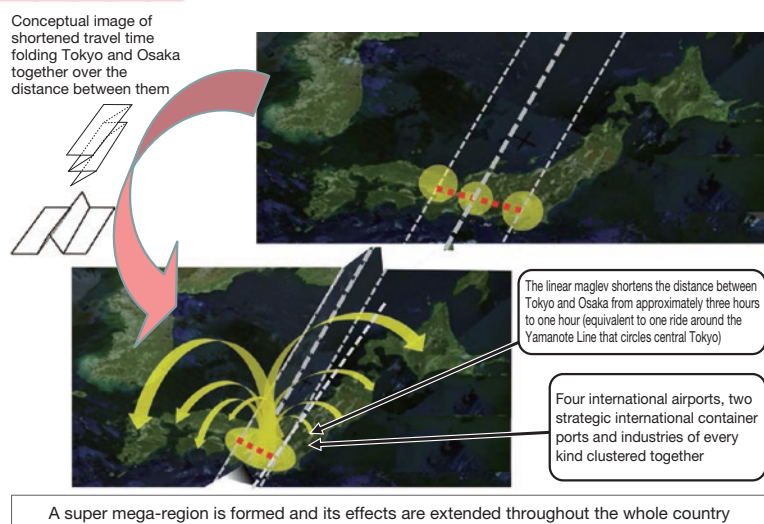 Conceptual image of
shortened travel time
folding Tokyo and Osaka
together over the
distance between them
The linear maglev shortens the distance between
Tokyo and Osaka from approximately three hours
to one hour (equivalent to one ride around the
Yamanote Line that circles central Tokyo)
Four international airports, two
strategic international container
ports and industries of every
kind clustered together
A super mega-region is formed and its effects are extended throughout the whole country